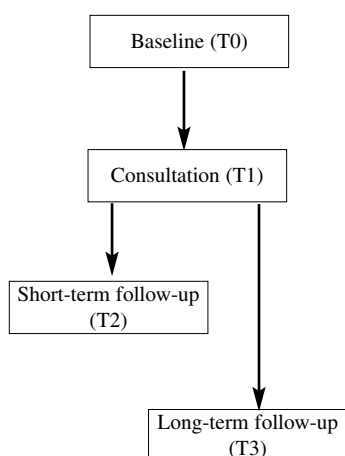 Baseline (T0)
Consultation (T1)
Short-term follow-up
(T2)
Long-term follow-up
(T3)